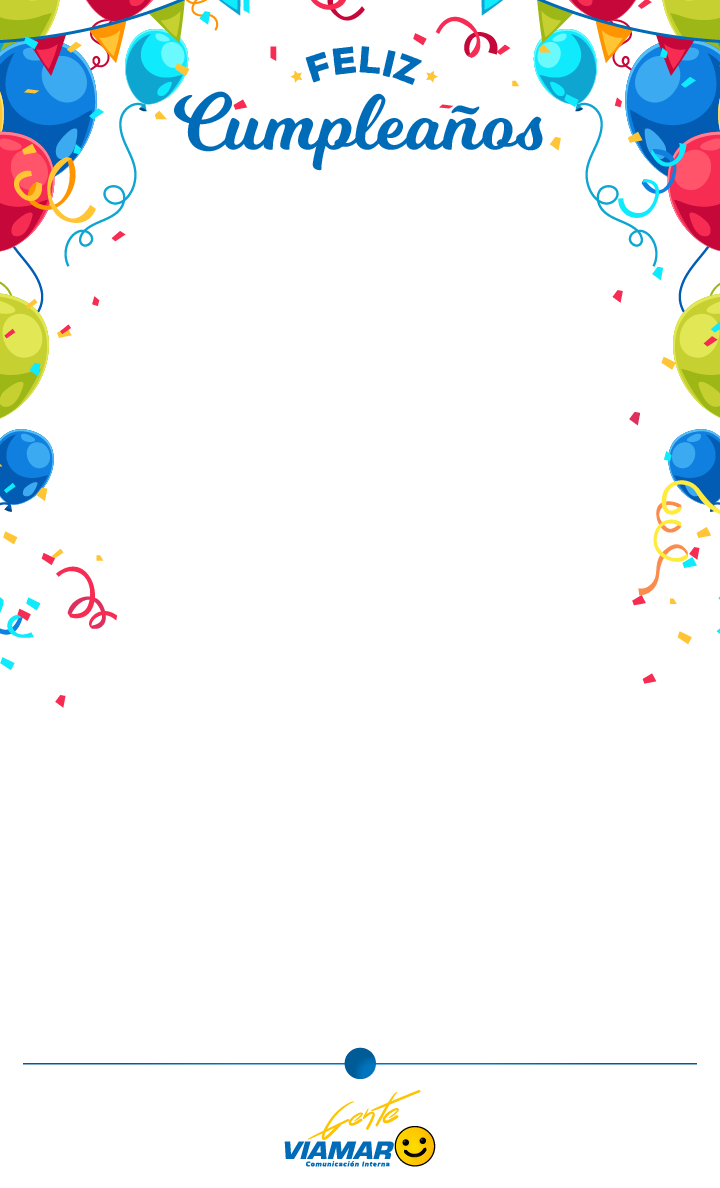 FELIZ
Cumpleaños
Gente
VIAMAR
Comunicación Interna